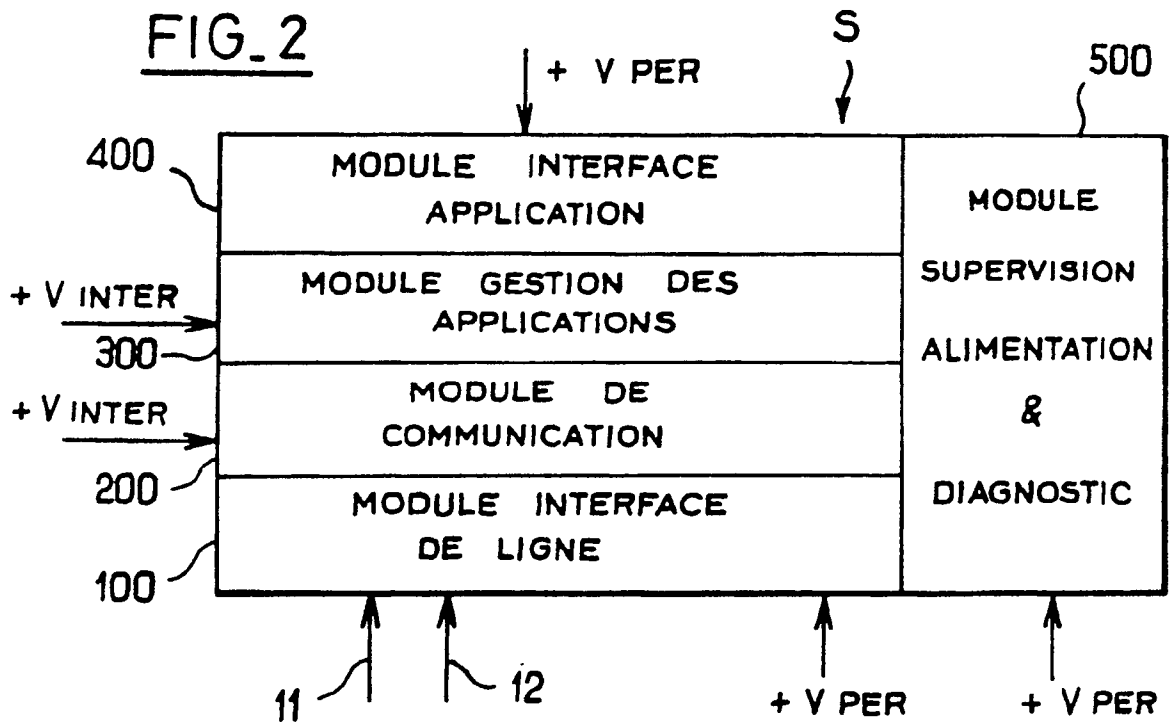 FIG_2
S
500
+ V PER
400
MODULE INTERFACE
APPLICATION
MODULE
SUPERVISION
ALIMENTATION
&
DIAGNOSTIC
+ V INTER
300
MODULE GESTION DES
APPLICATIONS
+ V INTER
200
MODULE DE
COMMUNICATION
100
MODULE INTERFACE
DE LIGNE
11
12
+ V PER
+ V PER